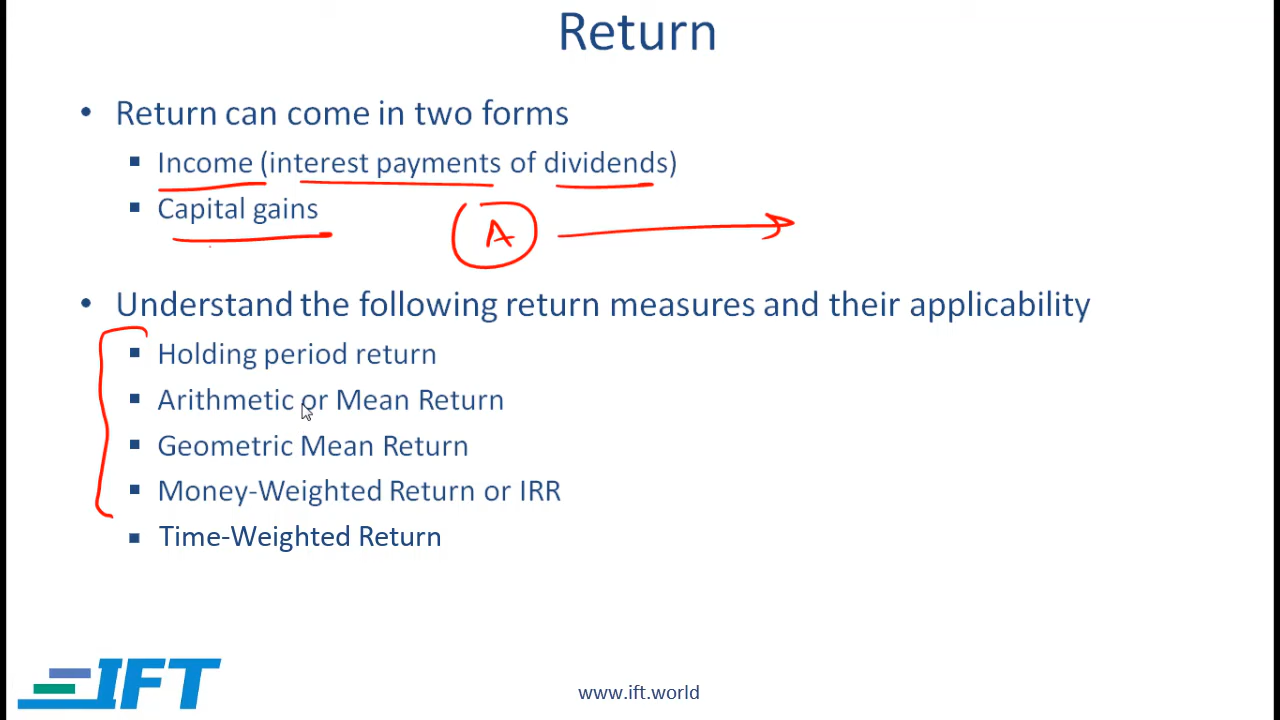 Return
• Return can come in two forms
▪ Income (interest payments of dividends)
▪ Capital gains
A
• Understand the following return measures and their applicability
▪ Holding period return
▪ Arithmetic or Mean Return
▪ Geometric Mean Return
▪ Money-Weighted Return or IRR
▪ Time-Weighted Return
IFT
www.ift.world